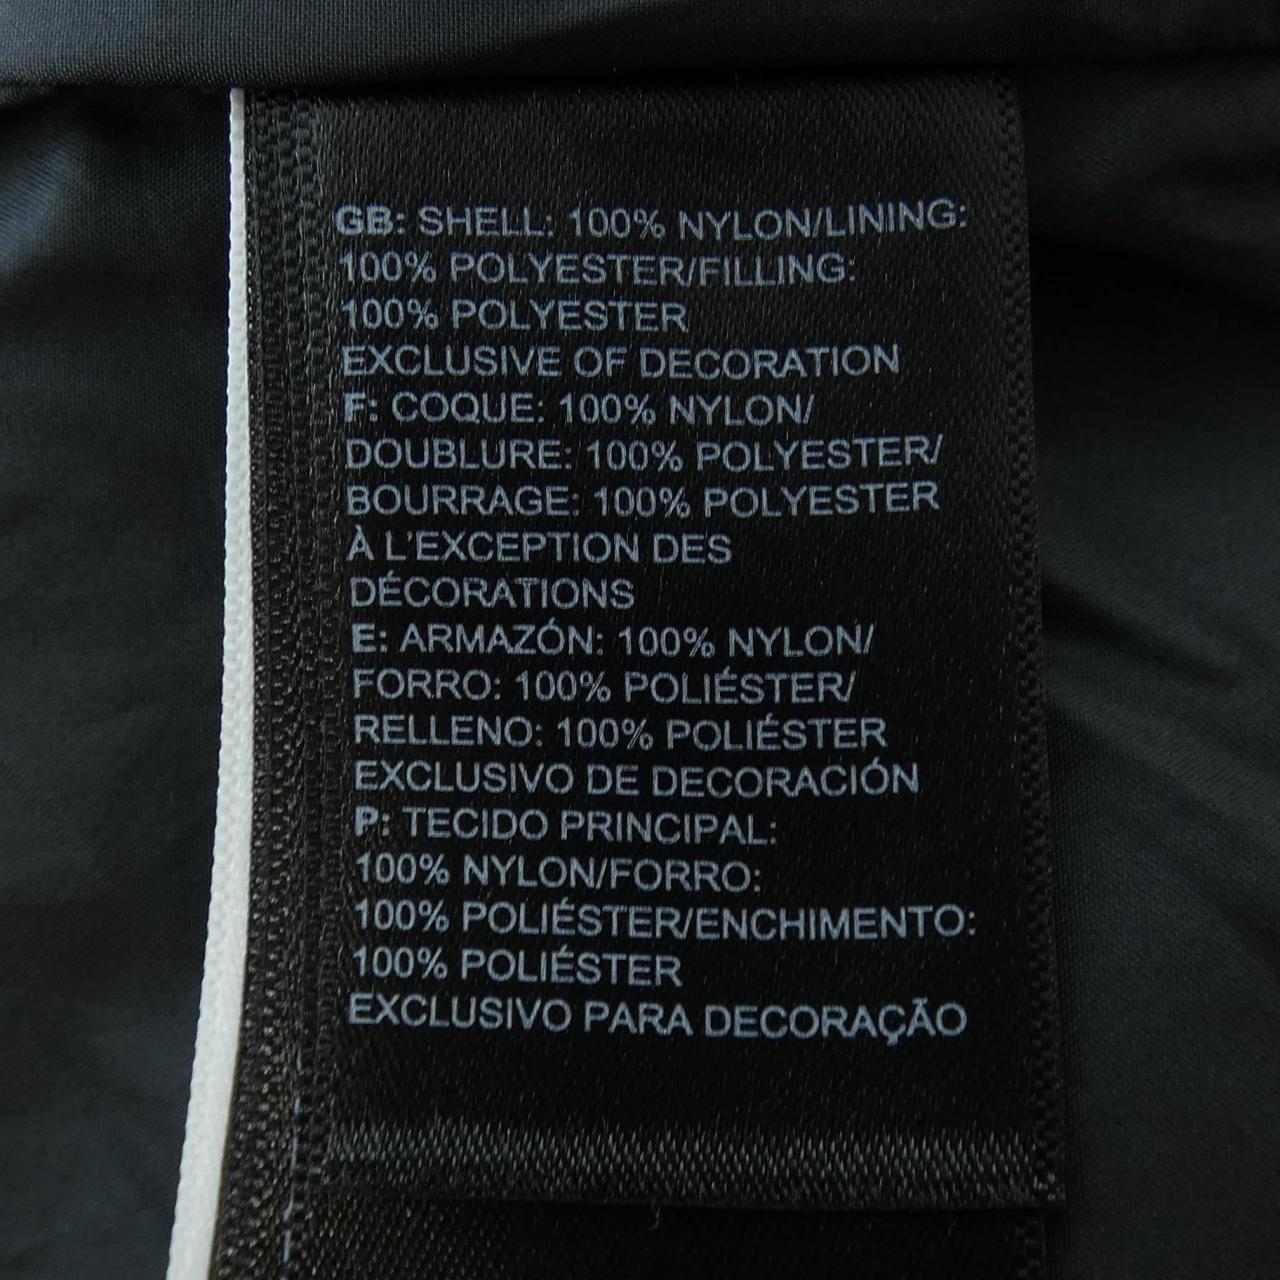 GB: SHELL: 100% NYLON/LINING:
100% POLYESTER/FILLING:
100% POLYESTER
EXCLUSIVE OF DECORATION
F: COQUE: 100% NYLON/
DOUBLURE: 100% POLYESTER/
BOURRAGE: 100% POLYESTER
À L'EXCEPTION DES
DÉCORATIONS
E: ARMAZÓN: 100% NYLON/
FORRO: 100% POLIÉSTER/
RELLENO: 100% POLIÉSTER
EXCLUSIVO DE DECORACIÓN
P: TECIDO PRINCIPAL:
100% NYLON/FORRO:
100% POLIÉSTER/ENCHIMENTO:
100% POLIÉSTER
EXCLUSIVO PARA DECORAÇÃO